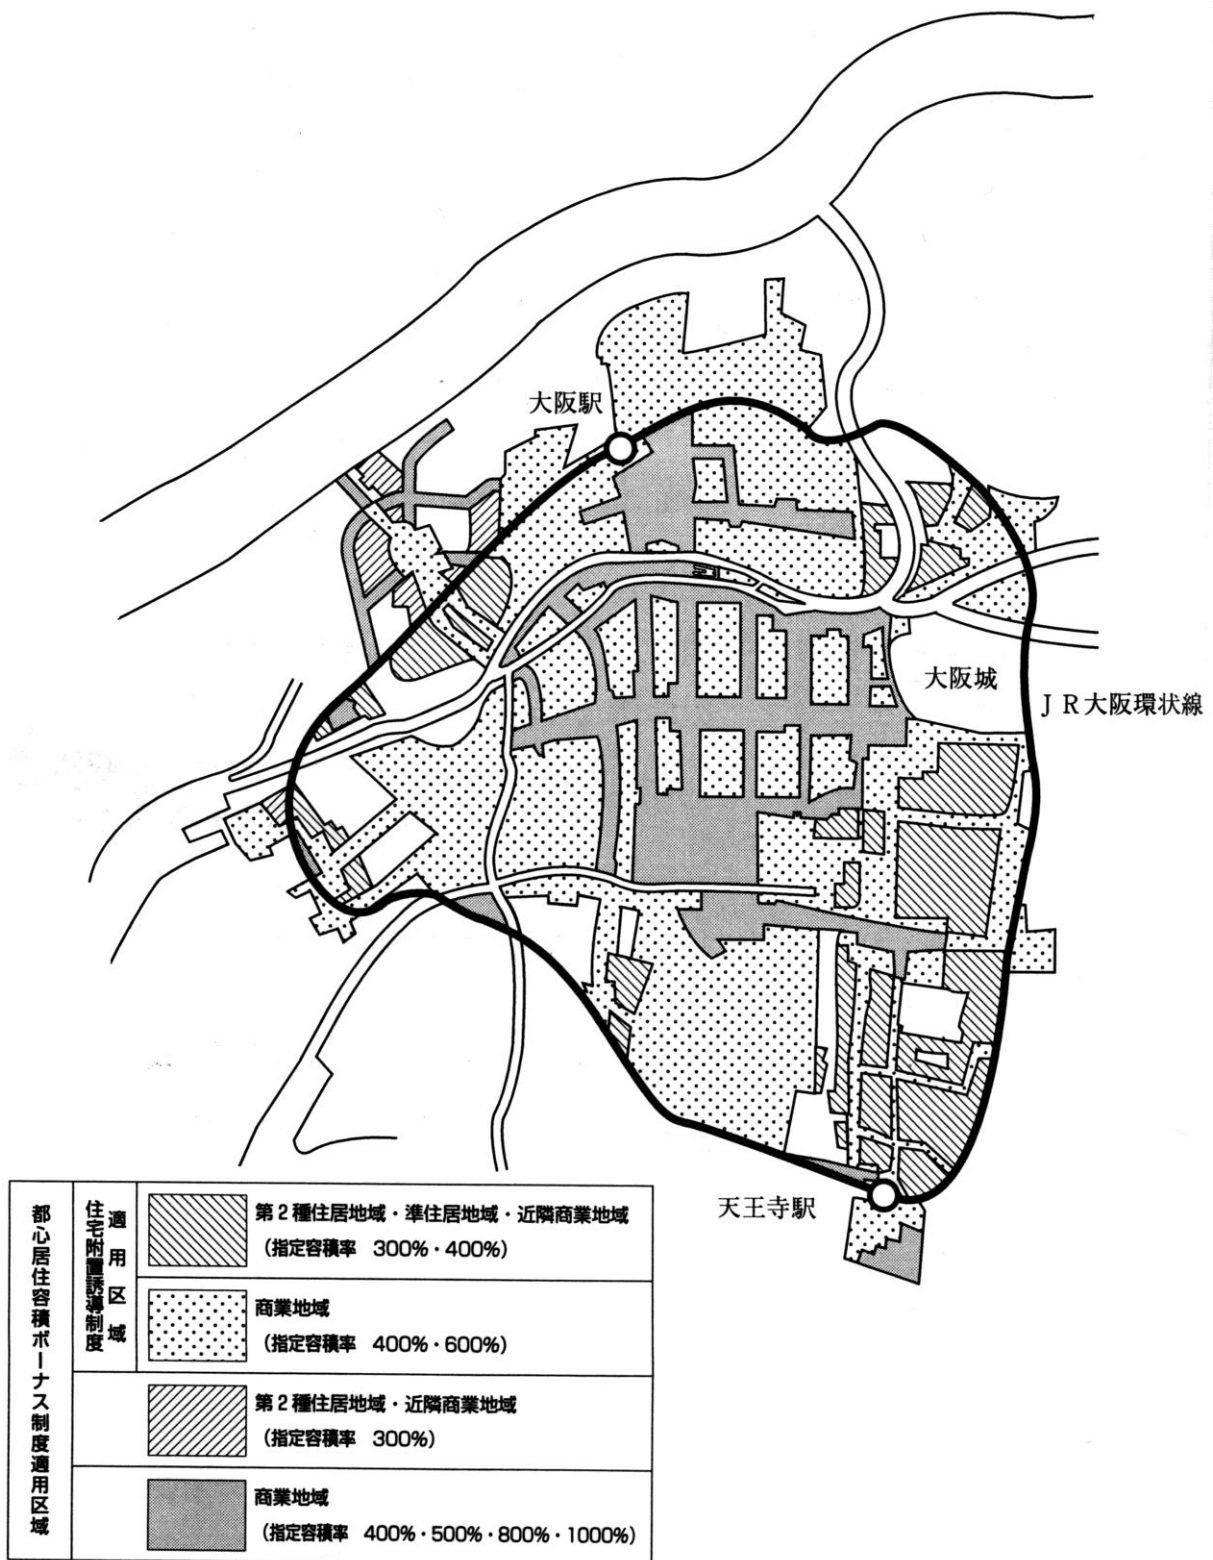 大阪駅
大阪城
JR大阪環状線
天王寺駅
都心居住容積ボーナス制度適用区域
住宅附置誘導制度
適用区域
第2種住居地域・準住居地域・近隣商業地域
(指定容積率 300%・400%)
商業地域
(指定容積率 400%・600%)
第2種住居地域・近隣商業地域
(指定容積率 300%)
商業地域
(指定容積率 400%・500%・800%・1000%)